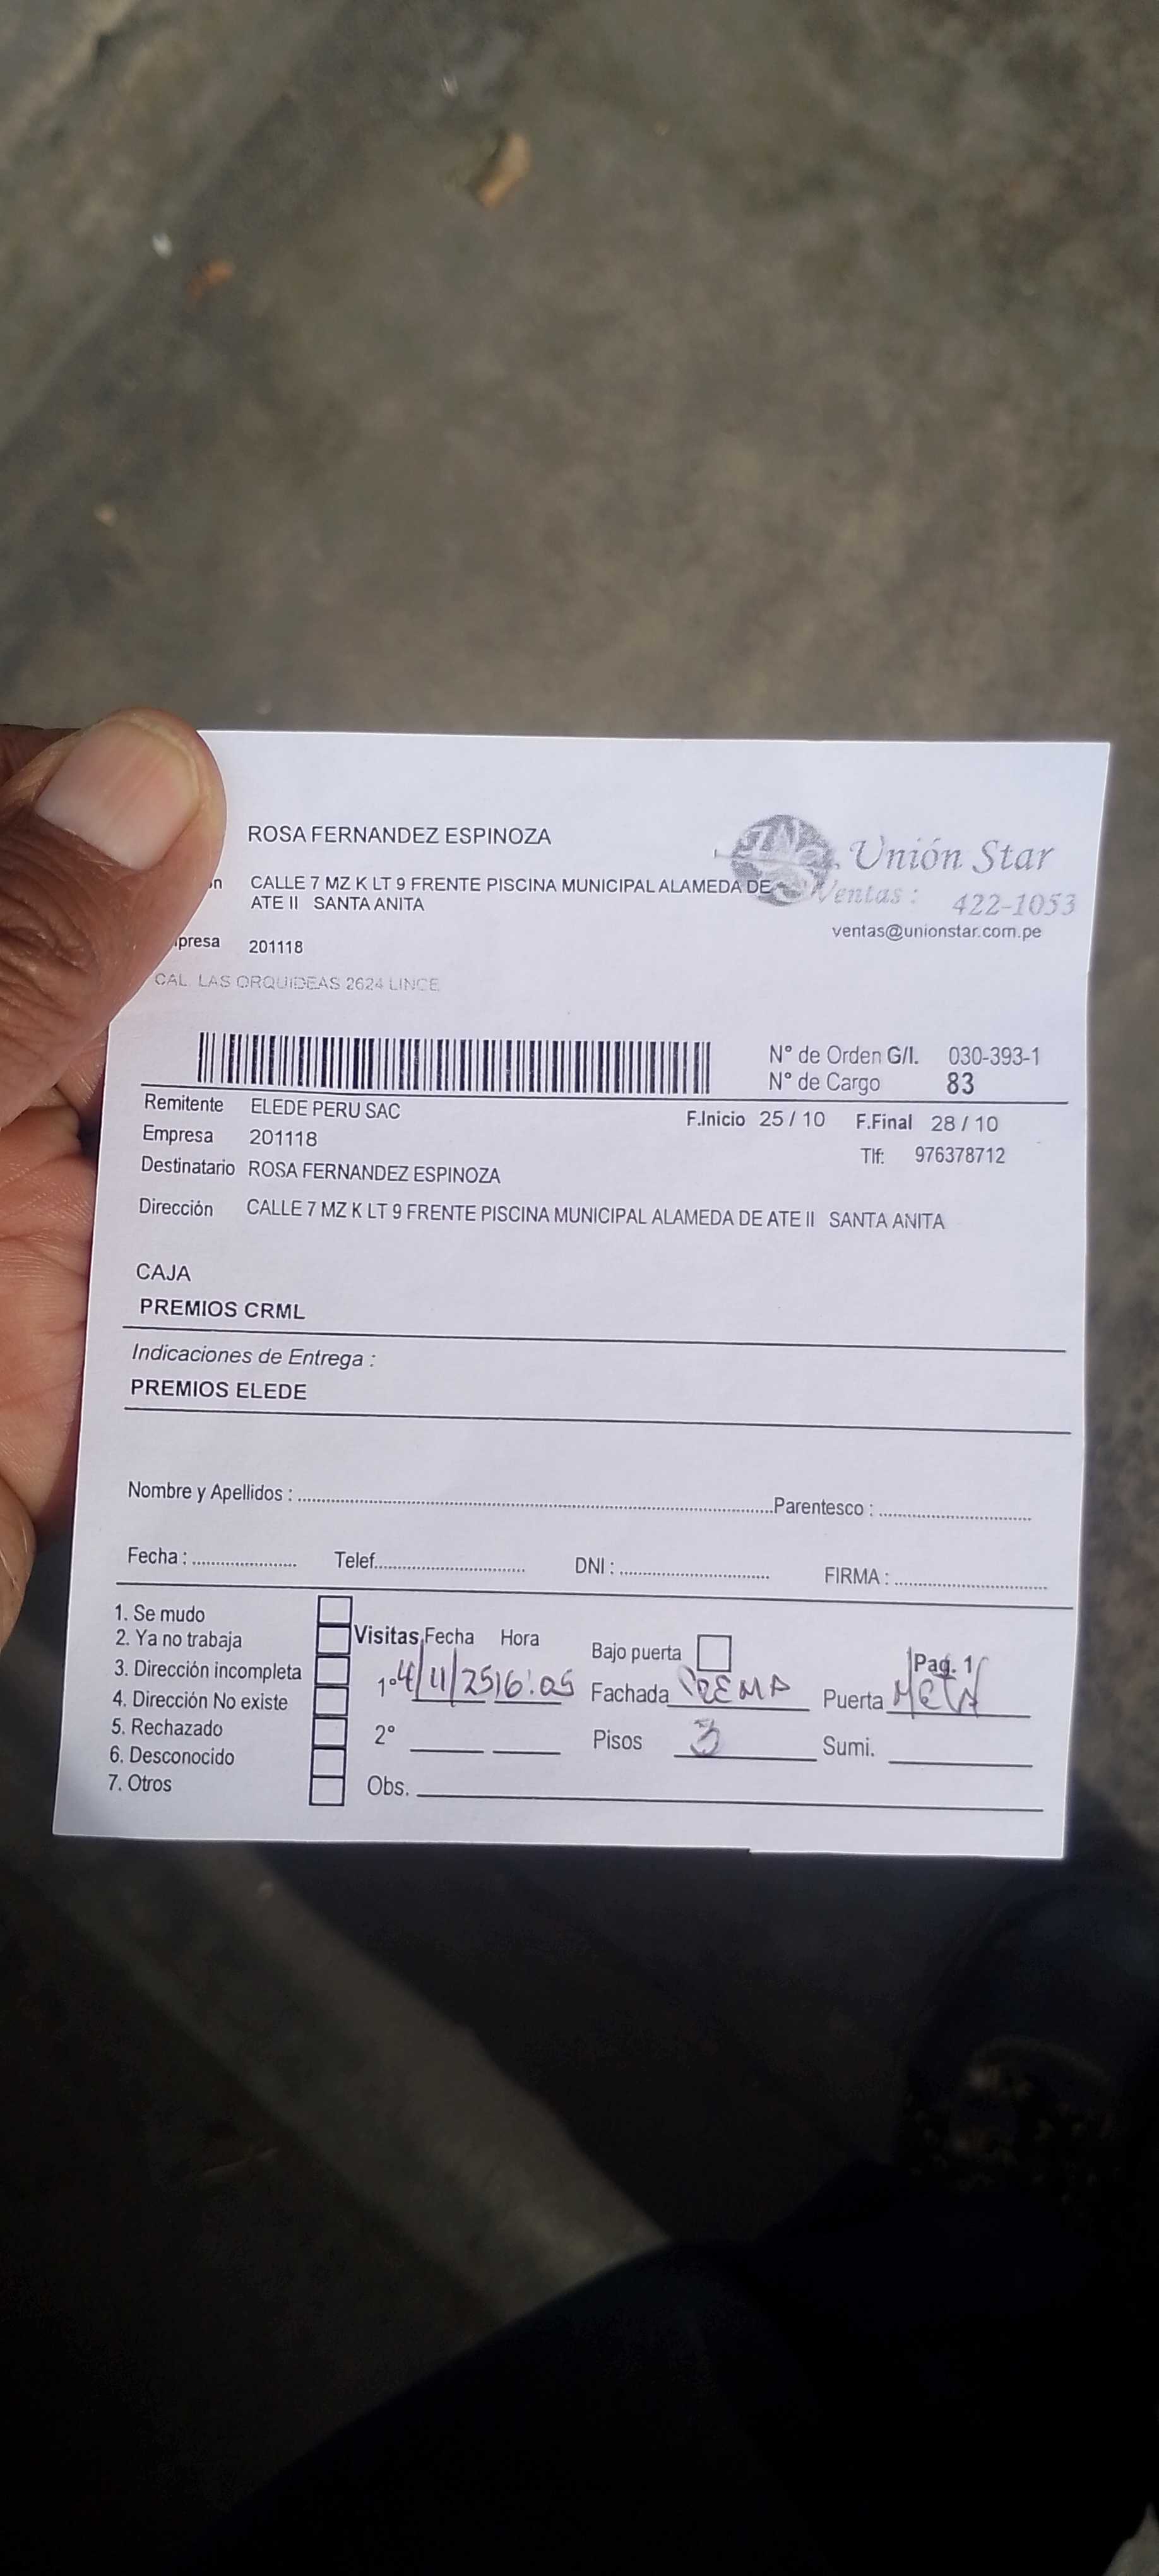 ROSA FERNANDEZ ESPINOZA
Unión Star
n CALLE 7 MZ K LT 9 FRENTE PISCINA MUNICIPAL ALAMEDA DE
ATE II SANTA ANITA
Ventas : 422-1053
ventas@unionstar.com.pe
presa 201118
CAL. LAS ORQUIDEAS 2624 LINCE
N° de Orden G/I. 030-393-1
N° de Cargo 83
Remitente ELEDE PERU SAC
F.Inicio 25 / 10 F.Final 28 / 10
Empresa 201118
Tlf: 976378712
Destinatario ROSA FERNANDEZ ESPINOZA
Dirección CALLE 7 MZ K LT 9 FRENTE PISCINA MUNICIPAL ALAMEDA DE ATE II SANTA ANITA
CAJA
PREMIOS CRML
Indicaciones de Entrega :
PREMIOS ELEDE
Nombre y Apellidos : Parentesco :
Fecha : Telef. DNI : FIRMA :
1. Se mudo
2. Ya no trabaja
3. Dirección incompleta
4. Dirección No existe
5. Rechazado
6. Desconocido
7. Otros
Visitas Fecha Hora Bajo puerta Pag. 1
1° 4/11/25 16:05 Fachada CREMA Puerta
2° Pisos 3 Sumi.
Obs.